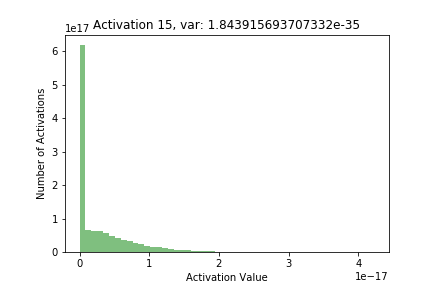 1e17
Activation 15, var: 1.843915693707332e-35
6
5
4
3
2
1
0
Number of Activations
0 1 2 3 4
1e−17
Activation Value